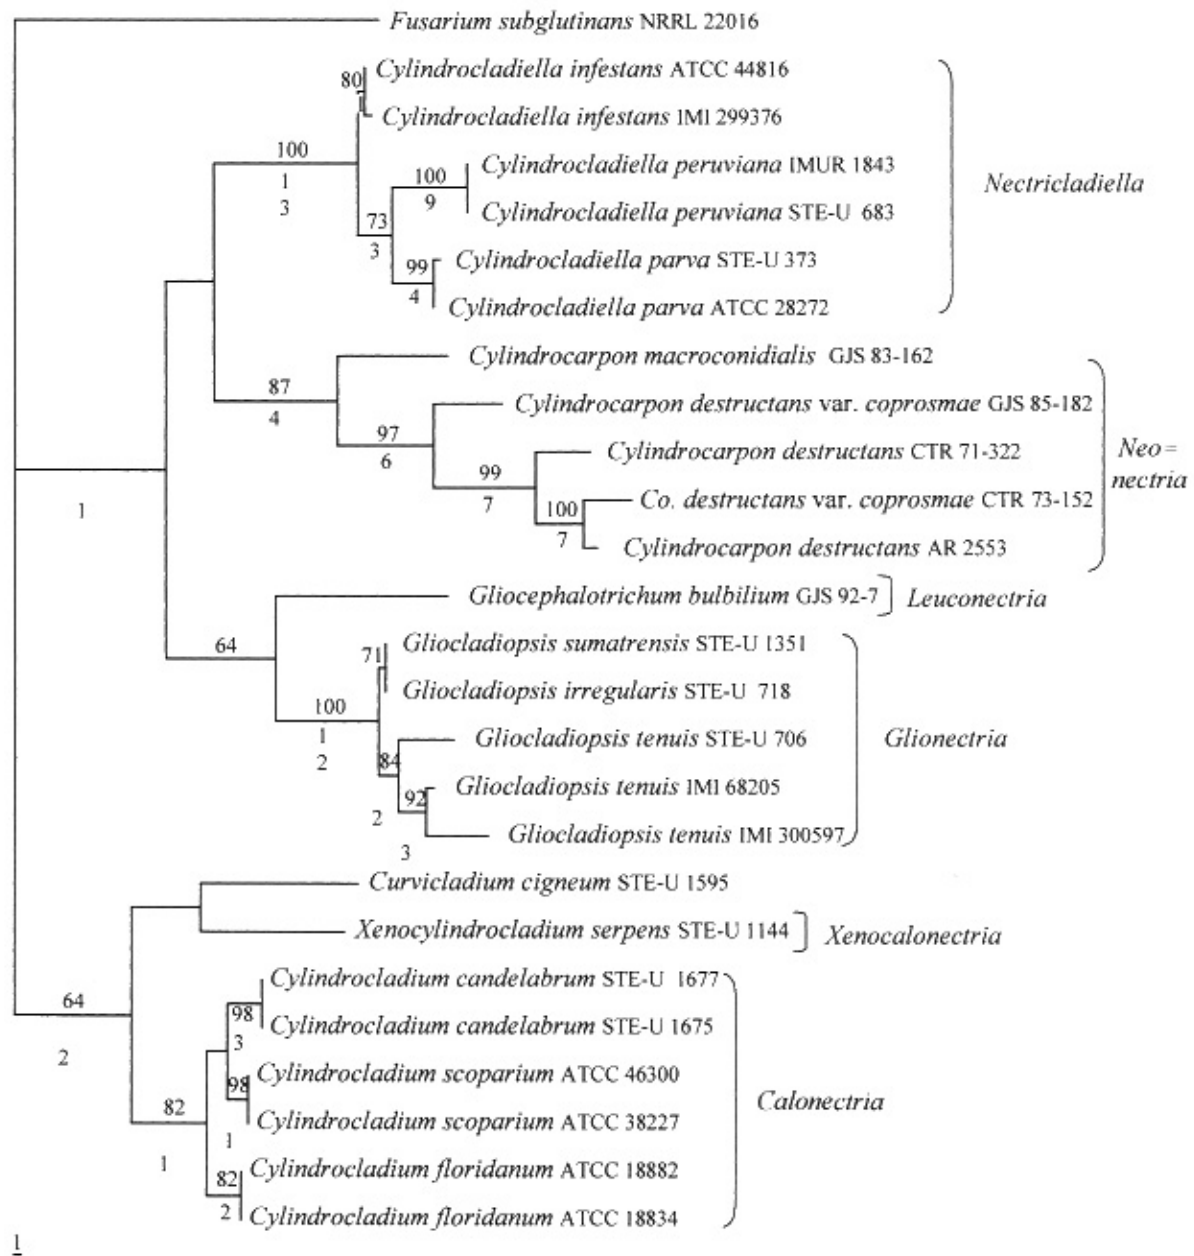 Fusarium subglutinans NRRL 22016
80 Cylindrocladiella infestans ATCC 44816
Cylindrocladiella infestans IMI 299376
100
1
3
Cylindrocladiella peruviana IMUR 1843
100
9
Cylindrocladiella peruviana STE-U 683
Nectricladiella
73
3
Cylindrocladiella parva STE-U 373
99
4
Cylindrocladiella parva ATCC 28272
Cylindrocarpon macroconidialis GJS 83-162
87
4
Cylindrocarpon destructans var. coprosmae GJS 85-182
97
6
Cylindrocarpon destructans CTR 71-322
Neo=
nectria
99
7
Co. destructans var. coprosmae CTR 73-152
100
7
Cylindrocarpon destructans AR 2553
1
Gliocephalotrichum bulbilium GJS 92-7
Leuconectria
64
71 Gliocladiopsis sumatrensis STE-U 1351
Gliocladiopsis irregularis STE-U 718
100
1
2
Gliocladiopsis tenuis STE-U 706
Glionectria
84
2
Gliocladiopsis tenuis IMI 68205
92
3
Gliocladiopsis tenuis IMI 300597
Curvicladium cigneum STE-U 1595
Xenocylindrocladium serpens STE-U 1144
Xenocalonectria
64
2
Cylindrocladium candelabrum STE-U 1677
98
3
Cylindrocladium candelabrum STE-U 1675
Cylindrocladium scoparium ATCC 46300
98
1
Cylindrocladium scoparium ATCC 38227
Calonectria
82
1
Cylindrocladium floridanum ATCC 18882
82
2
Cylindrocladium floridanum ATCC 18834
1